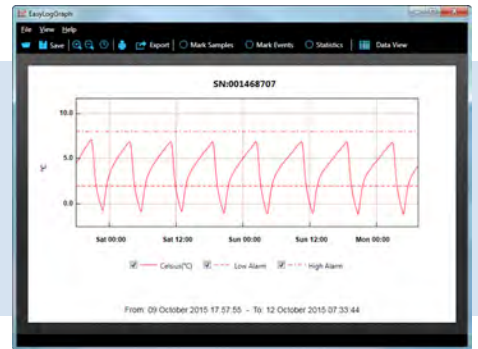 EasyLogGraph
File View Help
Save Export Mark Samples Mark Events Statistics Data View
SN:001468707
10.0
5.0
0.0
°C
Sat 00:00 Sat 12:00 Sun 00:00 Sun 12:00 Mon 00:00
Celsius(°C) Low Alarm High Alarm
From: 09 October 2015 17:57:55 - To: 12 October 2015 07:33:44